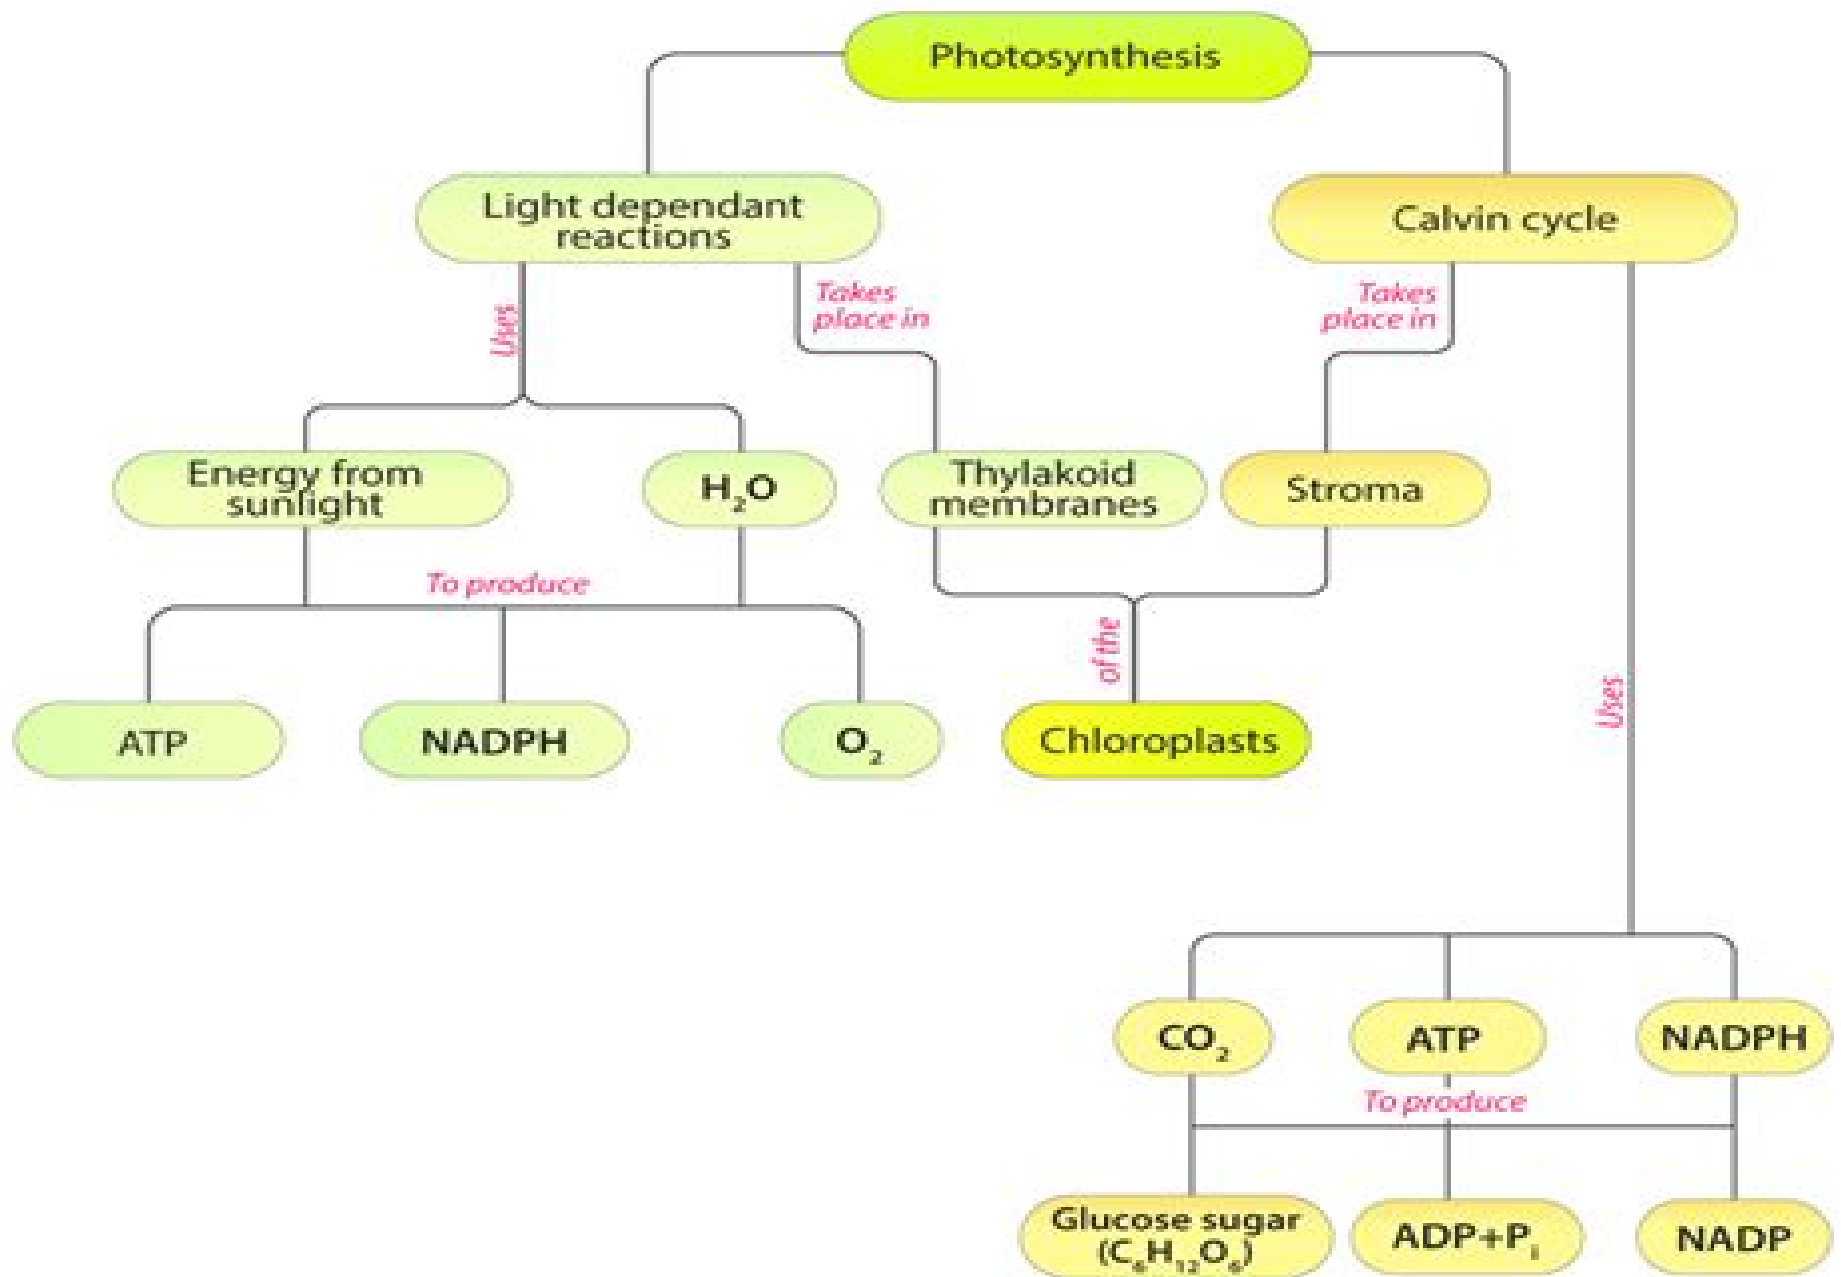 Photosynthesis
Light dependant
reactions
Calvin cycle
Uses
Takes
place in
Takes
place in
Energy from
sunlight
H₂O
Thylakoid
membranes
Stroma
To produce
of the
Uses
ATP
NADPH
O₂
Chloroplasts
CO₂
ATP
NADPH
To produce
Glucose sugar
(C₆H₁₂O₆)
ADP+Pᵢ
NADP